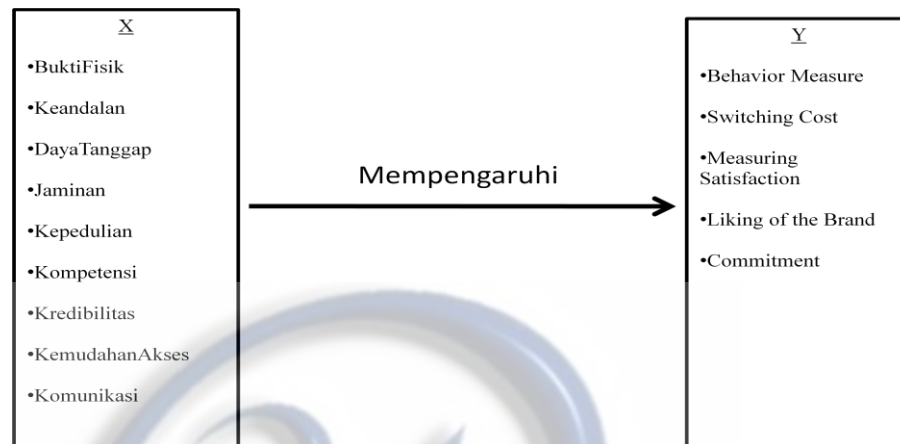 X
•BuktiFisik
•Keandalan
•DayaTanggap
•Jaminan
•Kepedulian
•Kompetensi
•Kredibilitas
•KemudahanAkses
•Komunikasi
Mempengaruhi
Y
•Behavior Measure
•Switching Cost
•Measuring
Satisfaction
•Liking of the Brand
•Commitment